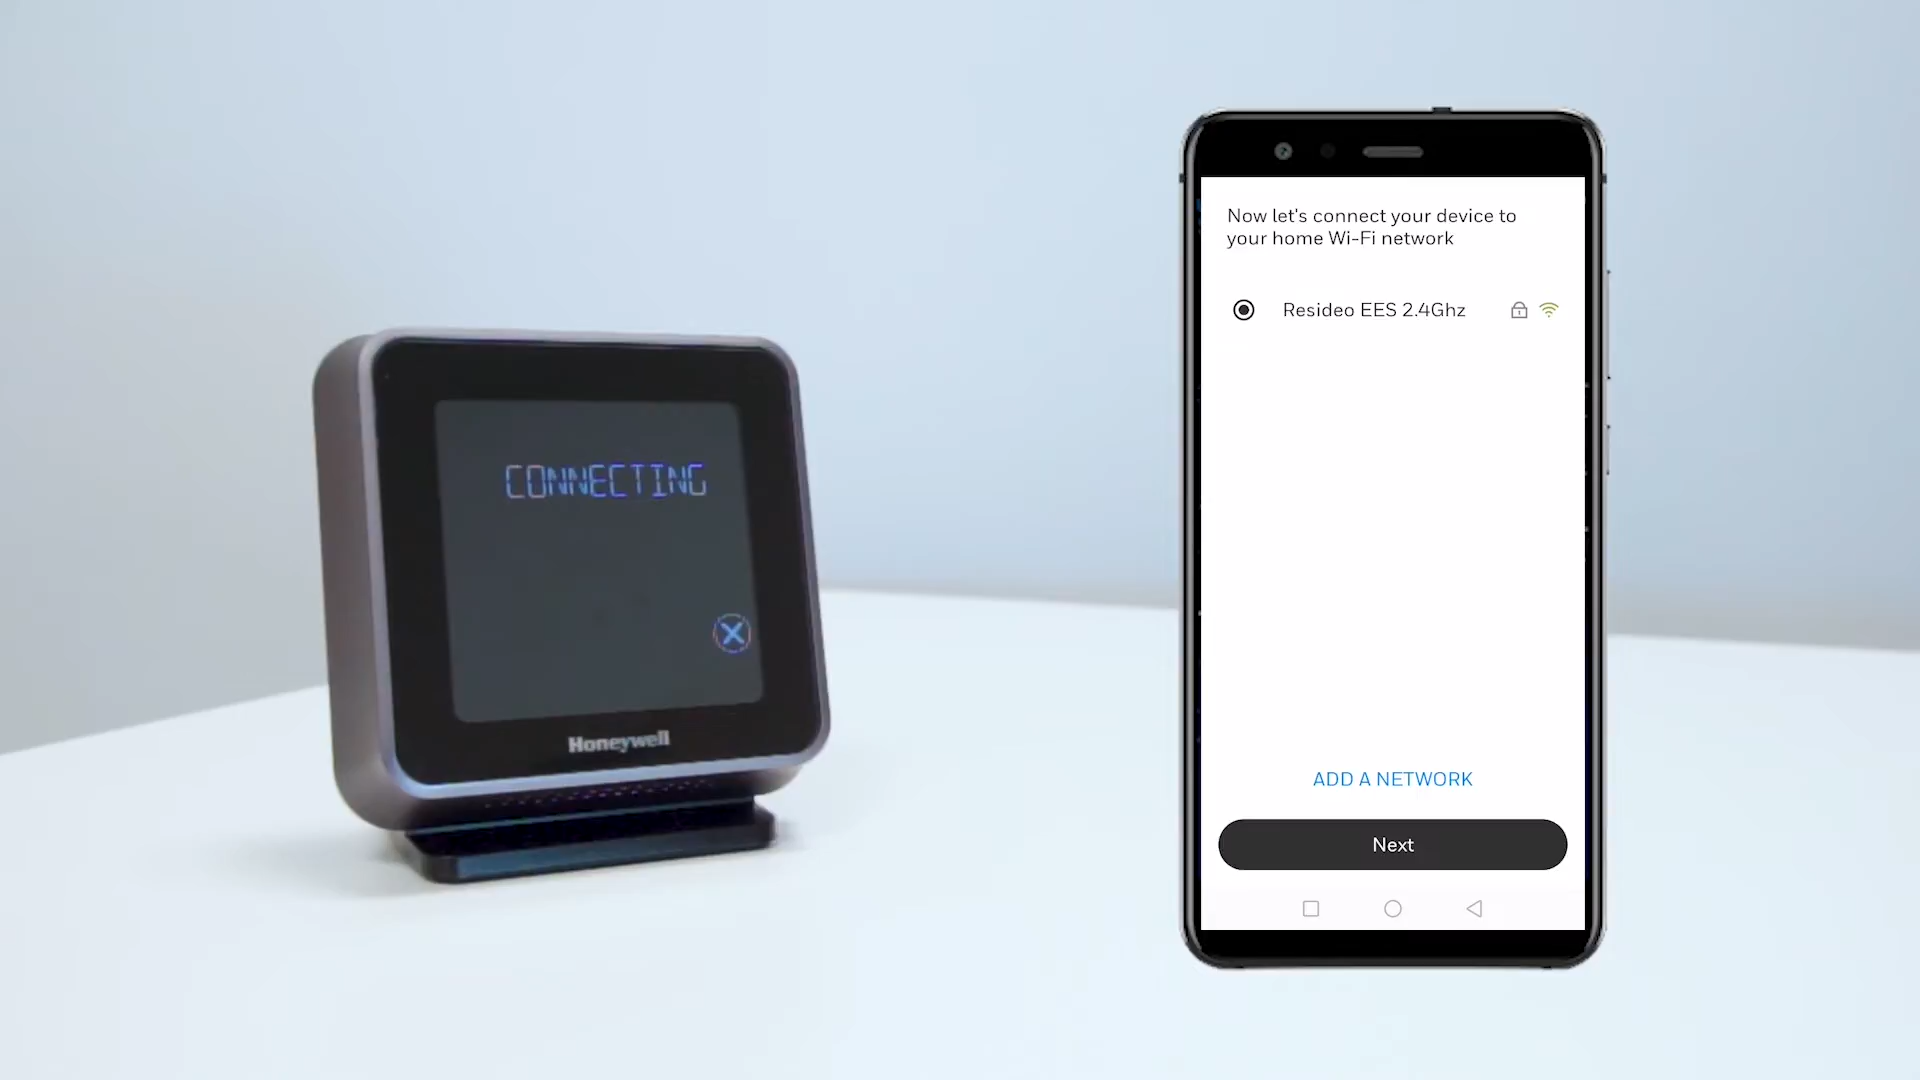 CONNECTING
Honeywell
Now let's connect your device to
your home Wi-Fi network
Resideo EES 2.4Ghz
ADD A NETWORK
Next